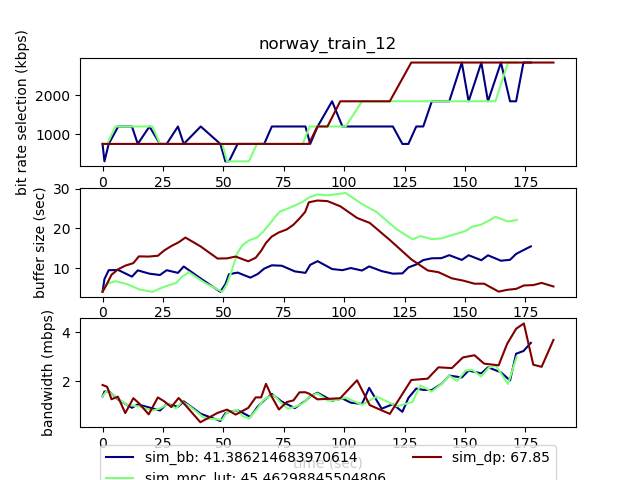 norway_train_12
bit rate selection (kbps)
2000
1000
0 25 50 75 100 125 150 175
buffer size (sec)
30
20
10
0 25 50 75 100 125 150 175
bandwidth (mbps)
4
2
0 25 50 75 100 125 150 175
time (sec)
sim_bb: 41.386214683970614
sim_dp: 67.85
sim_mpc_lut: 45.46298845504806